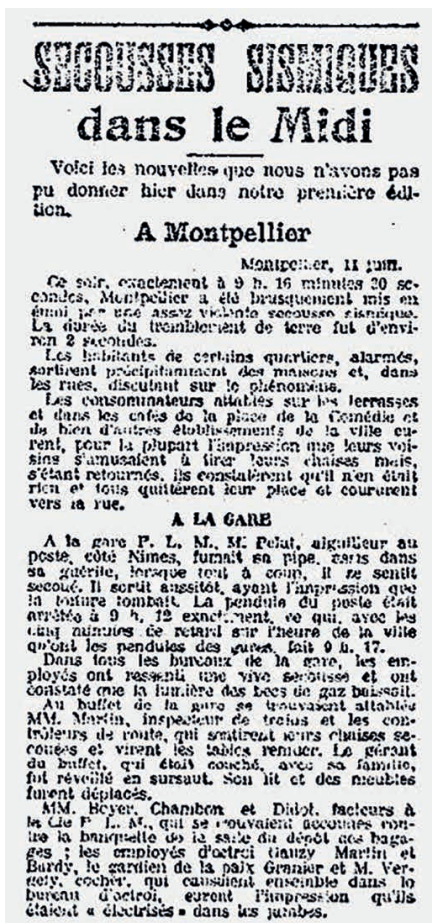 SECOUSSES SISMIQUES
dans le Midi
Voici les nouvelles que nous n'avons pas
pu donner hier dans notre première édi-
tion.
A Montpellier
Montpellier, 11 juin.
Ce soir, exactement à 9 h. 16 minutes 20 se-
condes, Montpellier a été brusquement mis en
émoi par une assez violente secousse sismique.
La durée du tremblement de terre fut d'envi-
ron 2 secondes.
Les habitants de certains quartiers, alarmés,
sortirent précipitamment des maisons et, dans
les rues, discutant sur le phénomène.
Les consommateurs attablés sur les terrasses
et dans les cafés de la place de la Comédie et
de bien d'autres établissements de la ville eu-
rent, pour la plupart l'impression que leurs voi-
sins s'amusaient à tirer leurs chaises mais,
s'étant retournés, ils constatèrent qu'il n'en était
rien et tous quittèrent leur place et coururent
vers la rue.
A LA GARE
A la gare P. L. M., M. Pelat, aiguilleur au
poste, côté Nimes, fumait sa pipe, assis dans
sa guérite, lorsque tout à coup, il se sentit
secoué. Il sortit aussitôt, ayant l'impression que
la toiture tombait. La pendule du poste était
arrêtée à 9 h. 12 exactement, ce qui, avec les
cinq minutes de retard sur l'heure de la ville
qu'ont les pendules des gares, fait 9 h. 17.
Dans tous les bureaux de la gare, les em-
ployés ont ressenti une vive secousse et ont
constaté que la lumière des becs de gaz baissait.
Au buffet de la gare se trouvaient attablés
MM. Martin, inspecteur de trains et les con-
trôleurs de route, qui sentirent leurs chaises se-
couées et virent les tables remuer. Le gérant
du buffet, qui était couché, avec sa famille,
fut réveillé en sursaut. Son lit et des meubles
furent déplacés.
MM. Boyer, Chambon et Didot, facteurs à
la Cie P. L. M., qui se trouvaient accoudés con-
tre la banquette de la salle du dépôt des baga-
ges ; les employés d'octroi Gauzy Martin et
Bardy, le gardien de la paix Granier et M. Ver-
gely, cocher, qui causaient ensemble dans le
bureau d'octroi, eurent l'impression qu'ils
étaient « électrisés » dans les jambes.